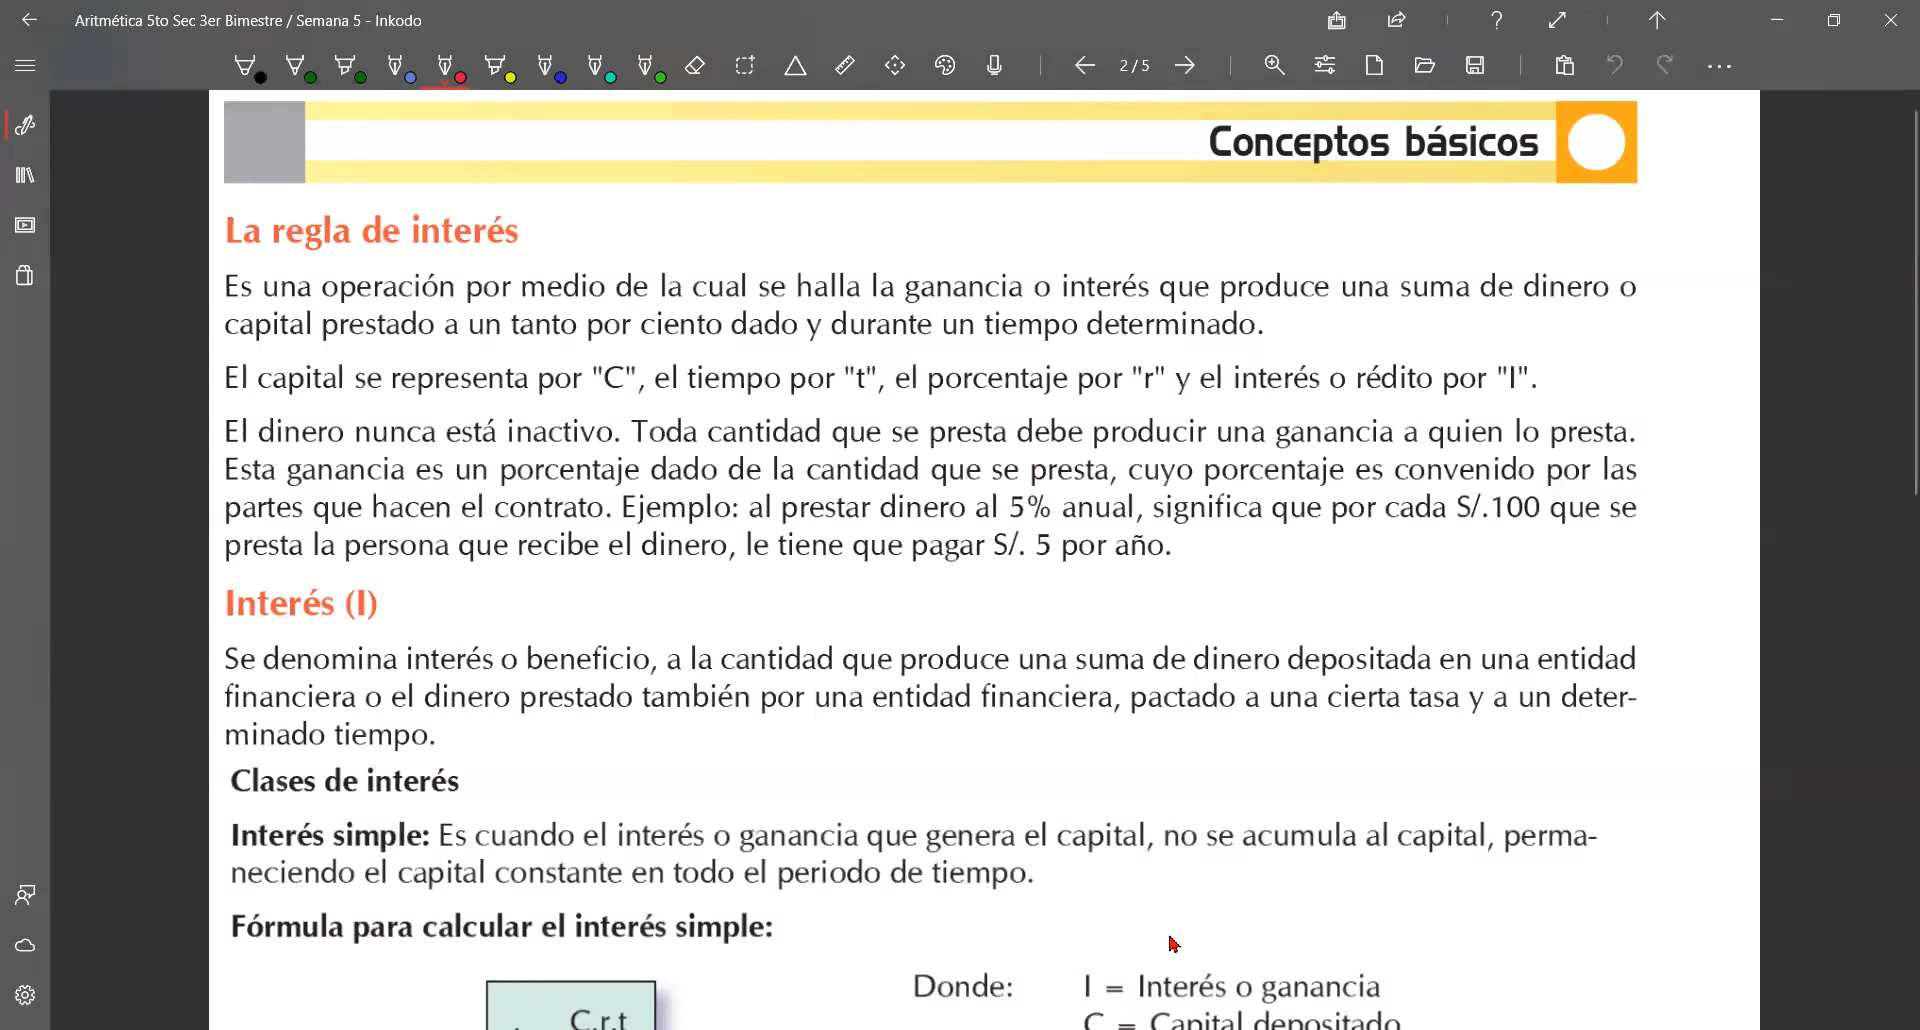 Aritmética 5to Sec 3er Bimestre / Semana 5 - Inkodo
2 / 5
Conceptos básicos
La regla de interés
Es una operación por medio de la cual se halla la ganancia o interés que produce una suma de dinero o
capital prestado a un tanto por ciento dado y durante un tiempo determinado.
El capital se representa por "C", el tiempo por "t", el porcentaje por "r" y el interés o rédito por "I".
El dinero nunca está inactivo. Toda cantidad que se presta debe producir una ganancia a quien lo presta.
Esta ganancia es un porcentaje dado de la cantidad que se presta, cuyo porcentaje es convenido por las
partes que hacen el contrato. Ejemplo: al prestar dinero al 5% anual, significa que por cada S/.100 que se
presta la persona que recibe el dinero, le tiene que pagar S/. 5 por año.
Interés (I)
Se denomina interés o beneficio, a la cantidad que produce una suma de dinero depositada en una entidad
financiera o el dinero prestado también por una entidad financiera, pactado a una cierta tasa y a un deter-
minado tiempo.
Clases de interés
Interés simple: Es cuando el interés o ganancia que genera el capital, no se acumula al capital, perma-
neciendo el capital constante en todo el periodo de tiempo.
Fórmula para calcular el interés simple:
Donde: I = Interés o ganancia
C.r.t
C = Capital depositado